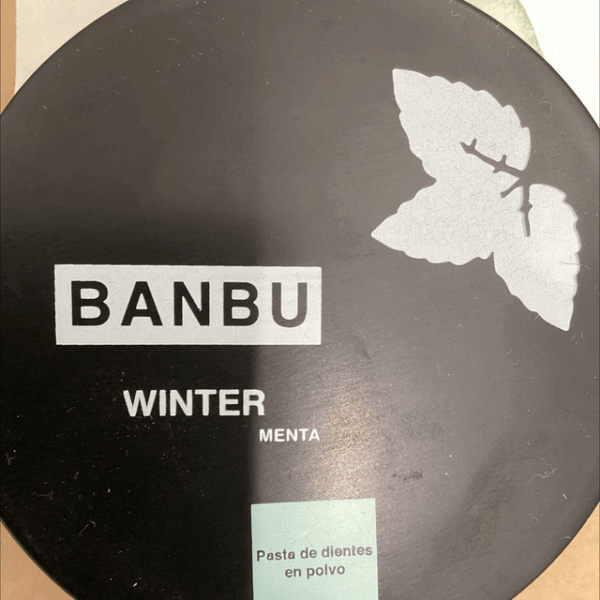 BANBU
WINTER
MENTA
Pasta de dientes
en polvo